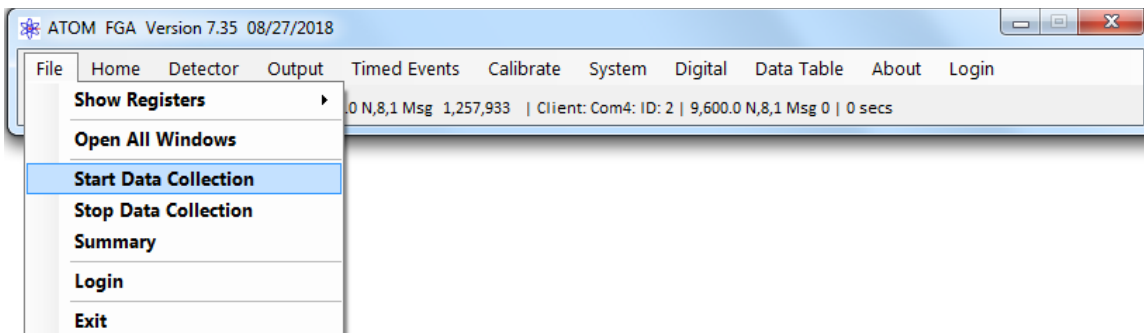 ATOM FGA Version 7.35 08/27/2018
File Home Detector Output Timed Events Calibrate System Digital Data Table About Login
.0 N,8,1 Msg 1,257,933 | Client: Com4: ID: 2 | 9,600.0 N,8,1 Msg 0 | 0 secs
Show Registers
Open All Windows
Start Data Collection
Stop Data Collection
Summary
Login
Exit